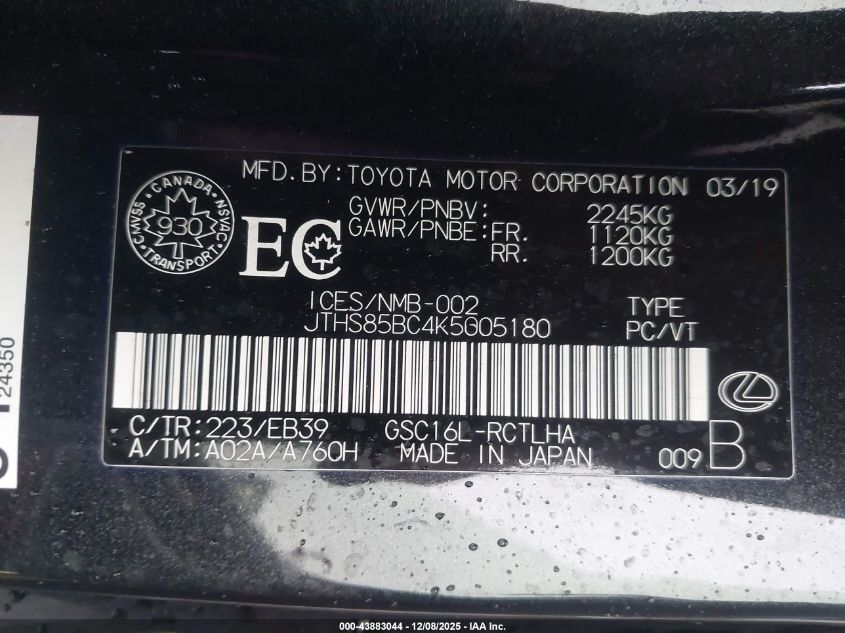 MFD.BY:TOYOTA MOTOR CORPORATION 03/19
GVWR/PNBV: 2245KG
GAWR/PNBE:FR. 1120KG
RR. 1200KG
CANADA
CMVSS 930 NSVAC
TRANSPORT
EC
ICES/NMB-002
JTHS85BC4K5G05180
TYPE
PC/VT
C/TR:223/EB39 GSC16L-RCTLHA
A/TM:A02A/A760H MADE IN JAPAN 009 B
24350
000-43883044 - 12/08/2025 - IAA Inc.